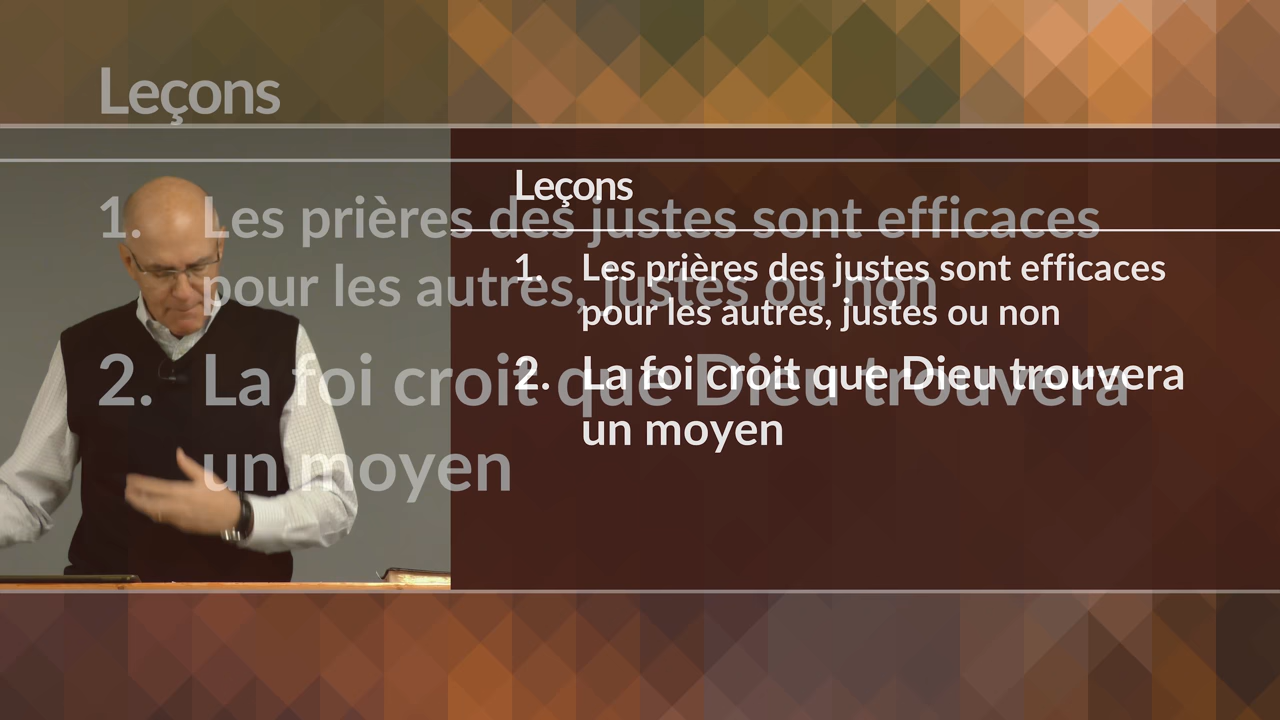 Leçons
1. Les prières des justes sont efficaces
pour les autres, justes ou non
2. La foi croit que Dieu trouvera
un moyen
Leçons
1. Les prières des justes sont efficaces
pour les autres, justes ou non
2. La foi croit que Dieu trouvera
un moyen